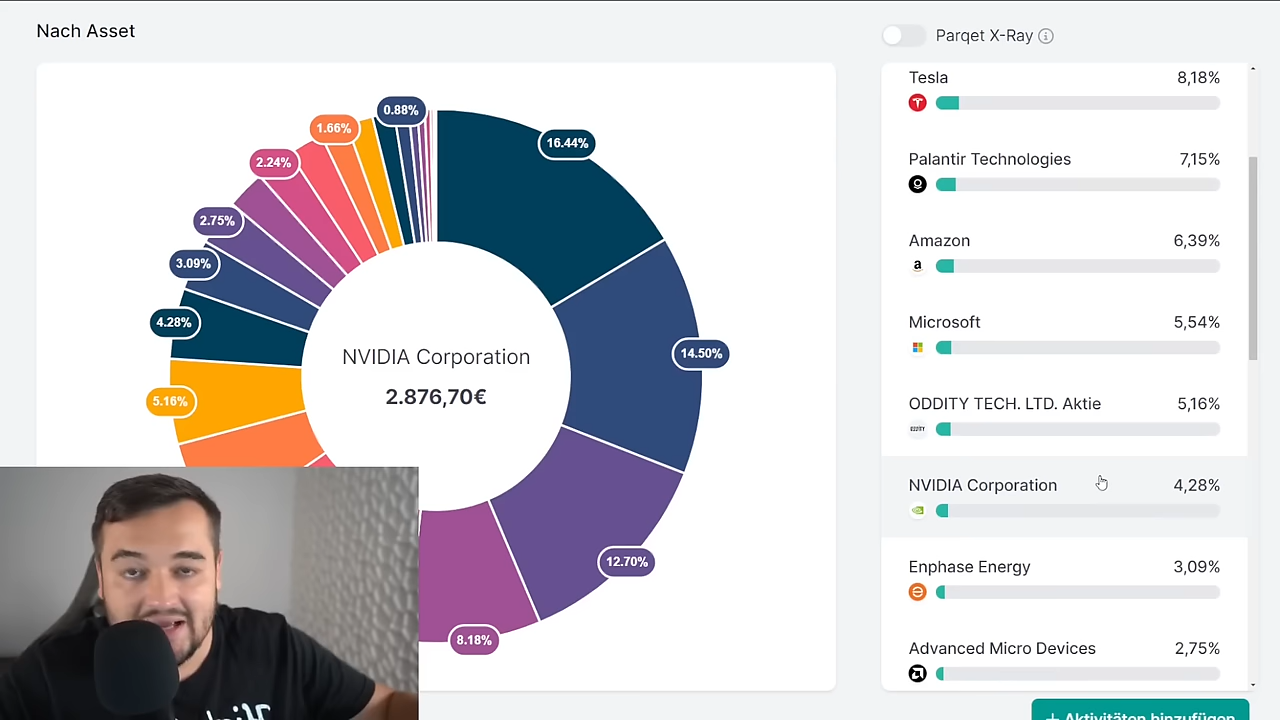 Nach Asset
Parqet X-Ray
0.88%
1.66%
16.44%
2.24%
2.75%
3.09%
4.28%
14.50%
5.16%
NVIDIA Corporation
2.876,70€
12.70%
8.18%
Tesla 8,18%
Palantir Technologies 7,15%
Amazon 6,39%
Microsoft 5,54%
ODDITY TECH. LTD. Aktie 5,16%
NVIDIA Corporation 4,28%
Enphase Energy 3,09%
Advanced Micro Devices 2,75%
+ Aktivitäten hinzufügen